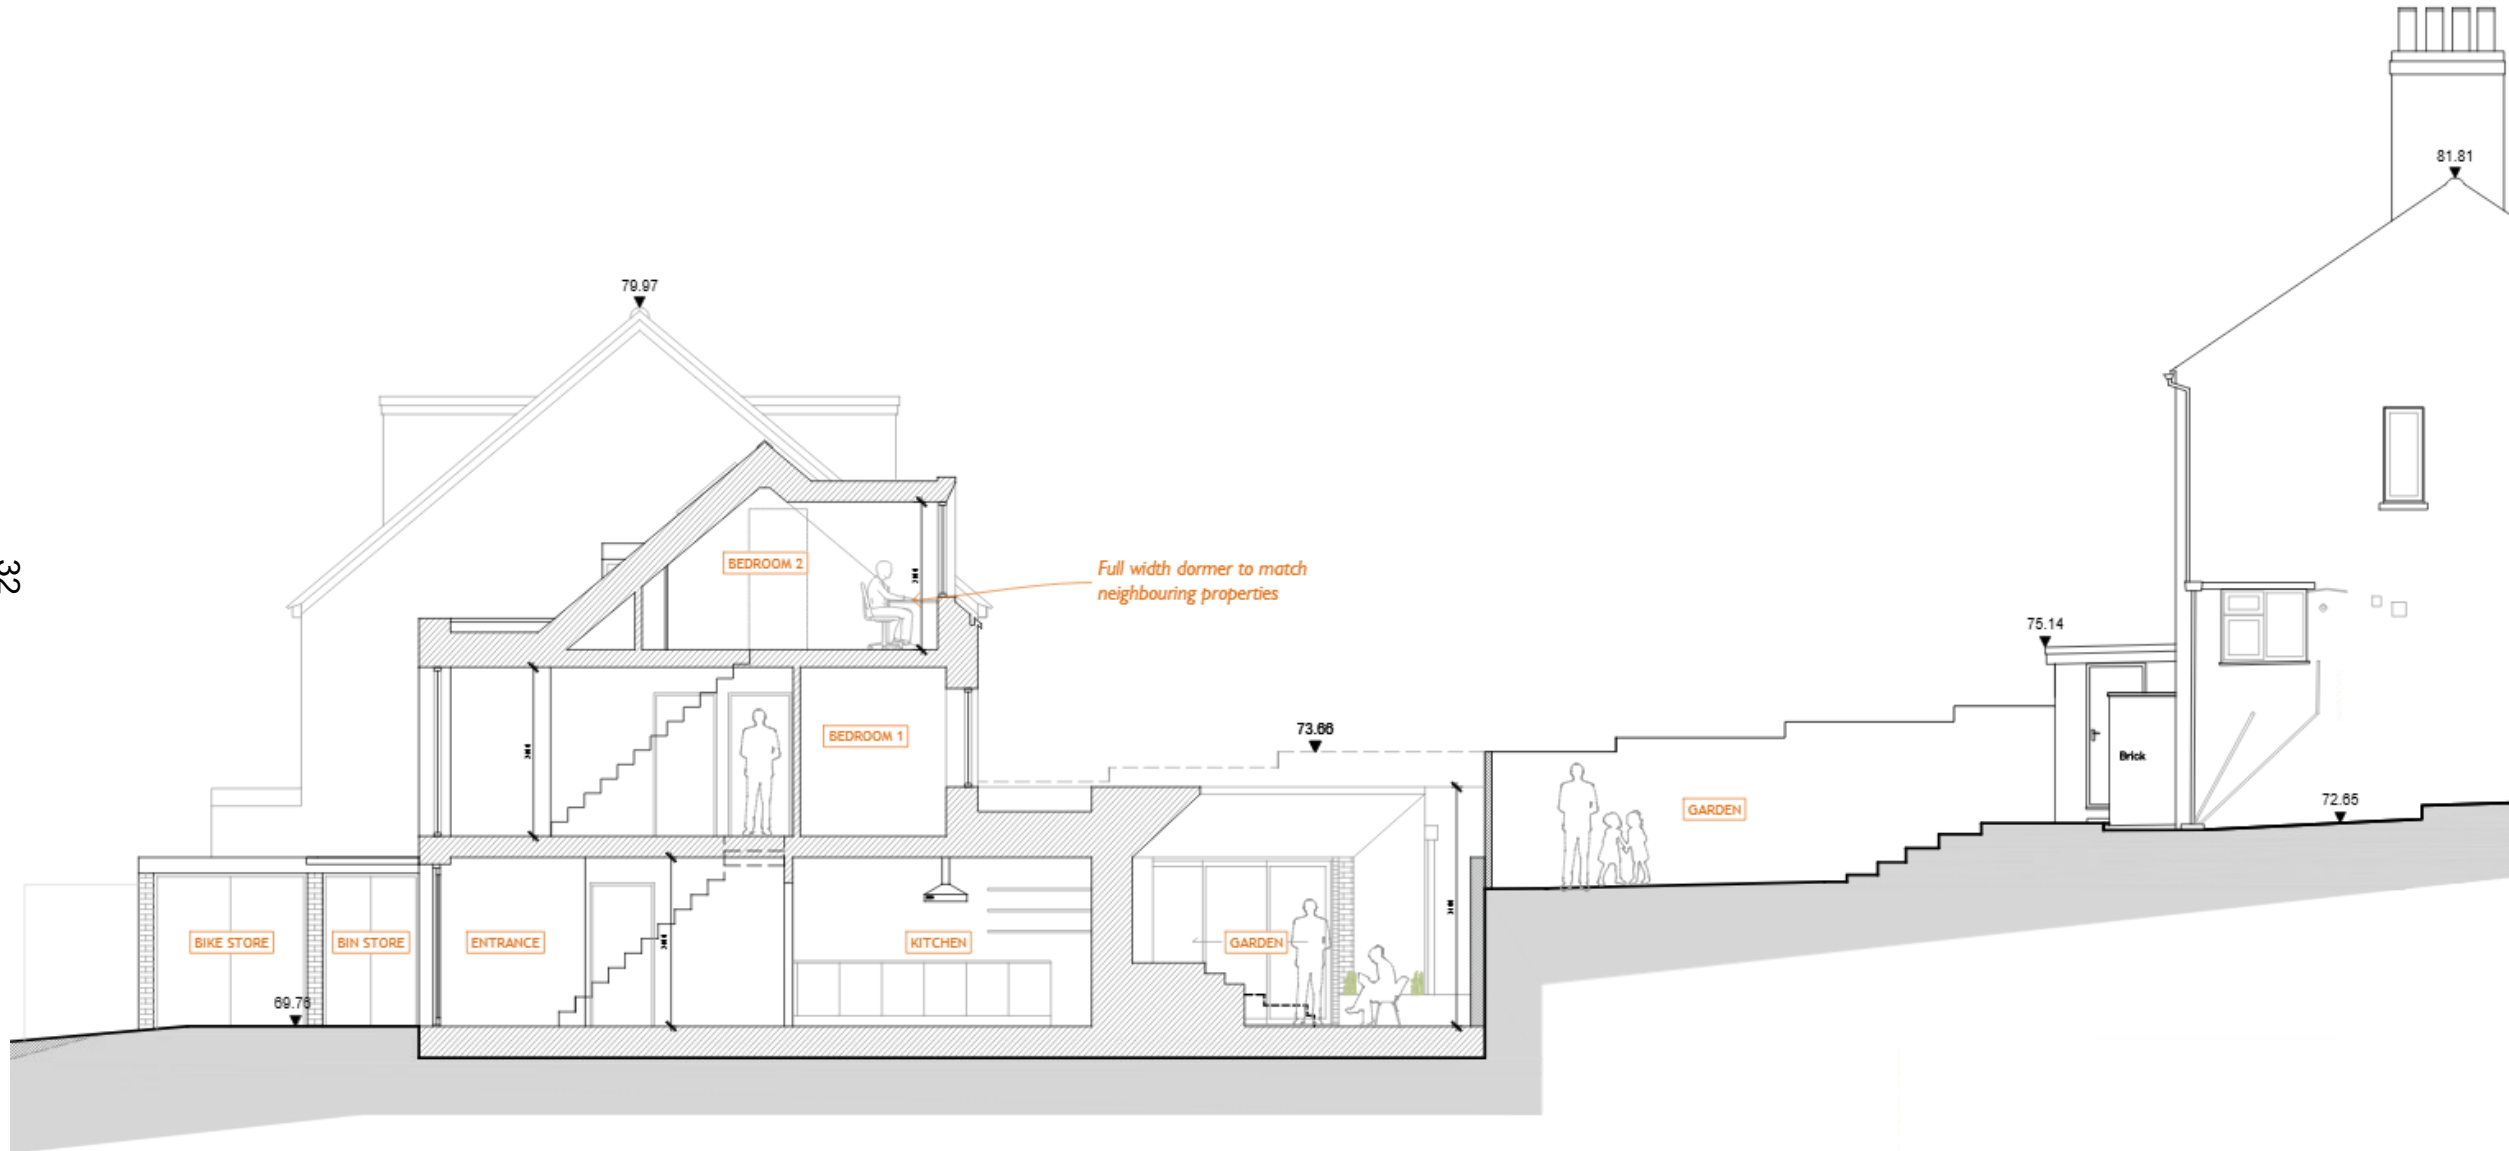 81.81
79.97
BEDROOM 2
Full width dormer to match
neighbouring properties
32
75.14
73.66
BEDROOM 1
Brick
72.65
GARDEN
BIKE STORE
BIN STORE
ENTRANCE
KITCHEN
GARDEN
69.76